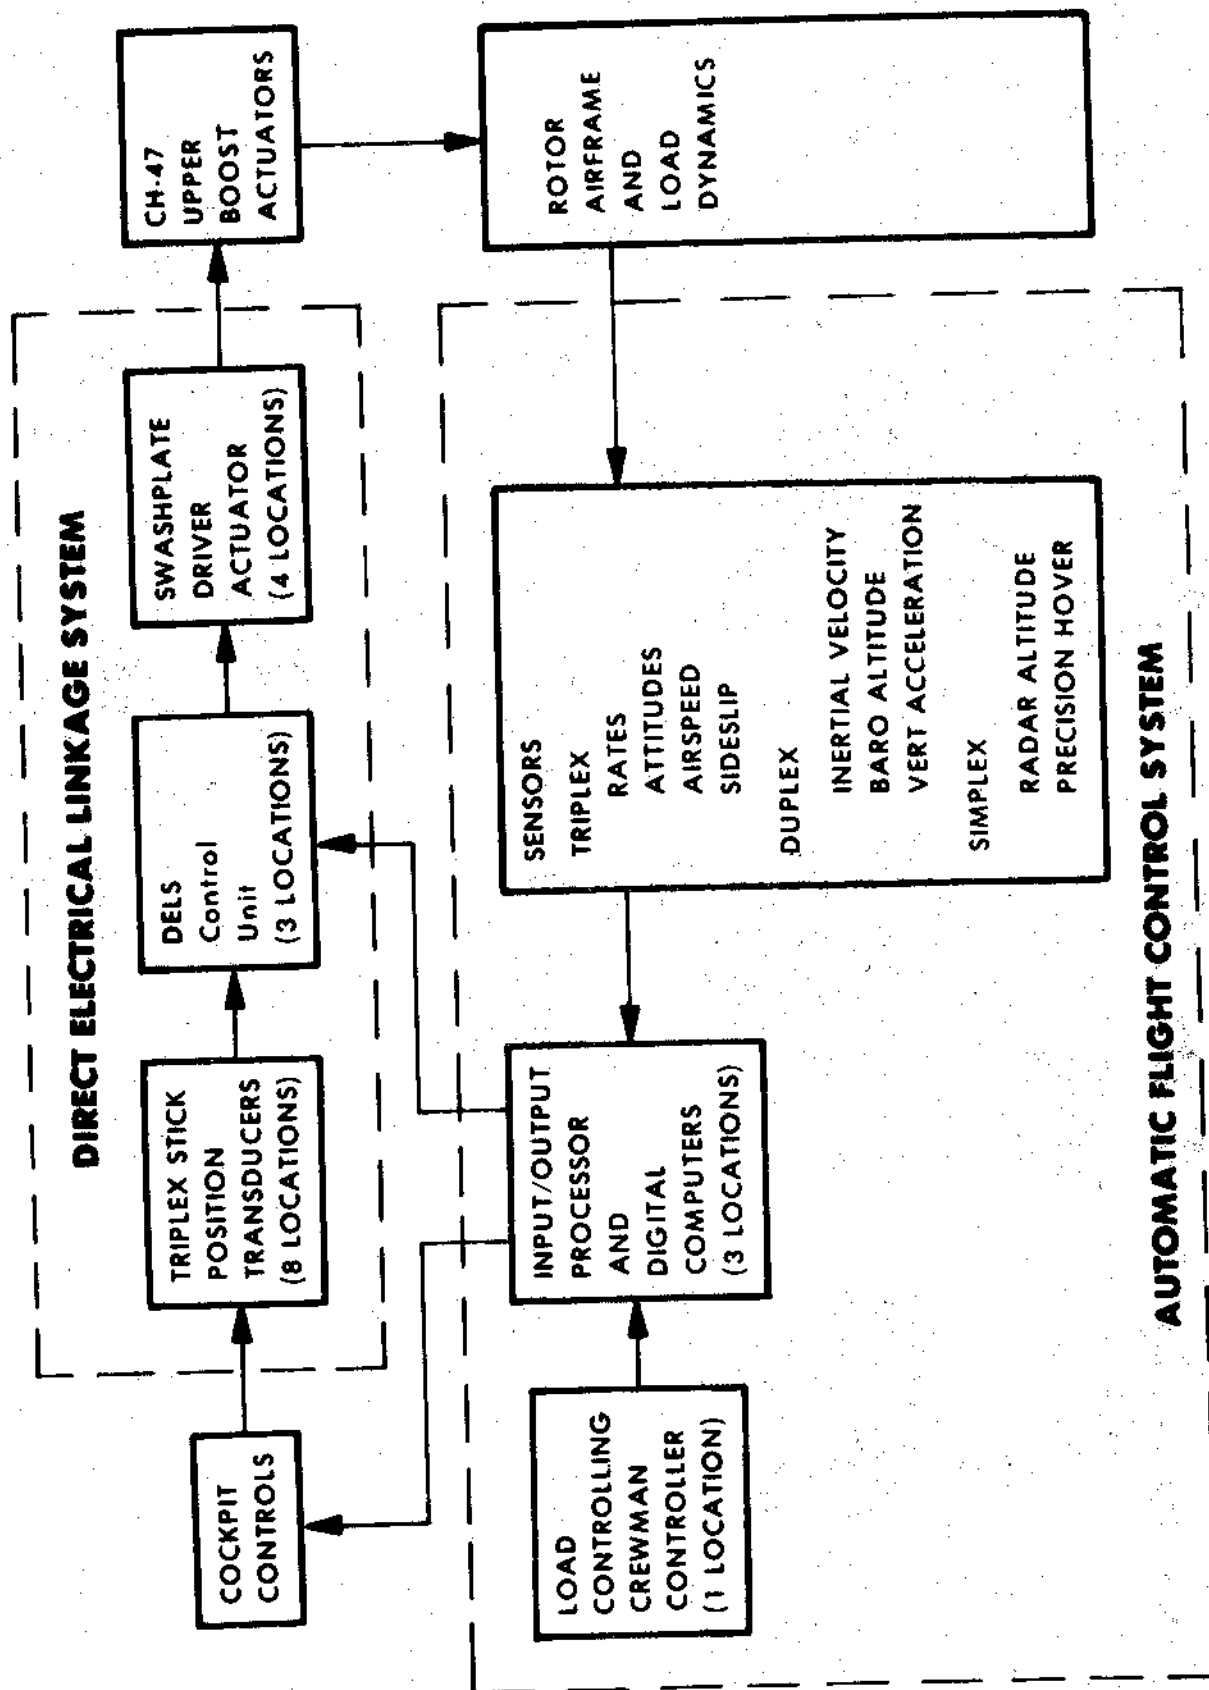 DIRECT ELECTRICAL LINKAGE SYSTEM
COCKPIT
CONTROLS
TRIPLEX STICK
POSITION
TRANSDUCERS
(8 LOCATIONS)
DELS
Control
Unit
(3 LOCATIONS)
SWASHPLATE
DRIVER
ACTUATOR
(4 LOCATIONS)
CH-47
UPPER
BOOST
ACTUATORS
LOAD
CONTROLLING
CREWMAN
CONTROLLER
(1 LOCATION)
INPUT/OUTPUT
PROCESSOR
AND
DIGITAL
COMPUTERS
(3 LOCATIONS)
SENSORS
TRIPLEX
RATES
ATTITUDES
AIRSPEED
SIDESLIP
DUPLEX
INERTIAL VELOCITY
BARO ALTITUDE
VERT ACCELERATION
SIMPLEX
RADAR ALTITUDE
PRECISION HOVER
ROTOR
AIRFRAME
AND
LOAD
DYNAMICS
AUTOMATIC FLIGHT CONTROL SYSTEM